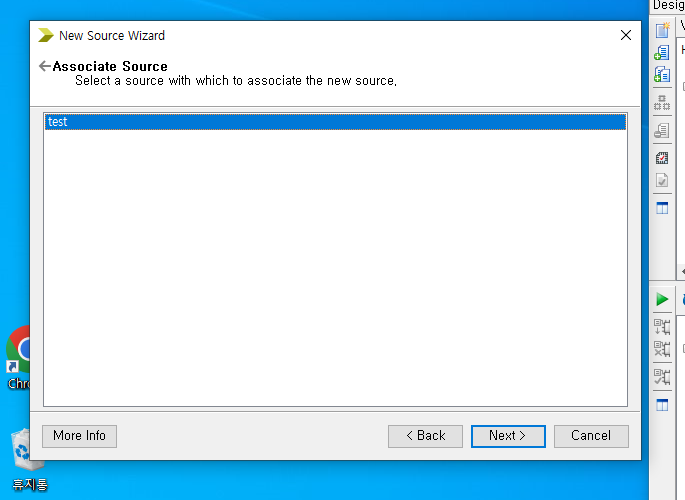 Desig
New Source Wizard
Associate Source
Select a source with which to associate the new source.
test
Chro
More Info
< Back
Next >
Cancel
휴지통